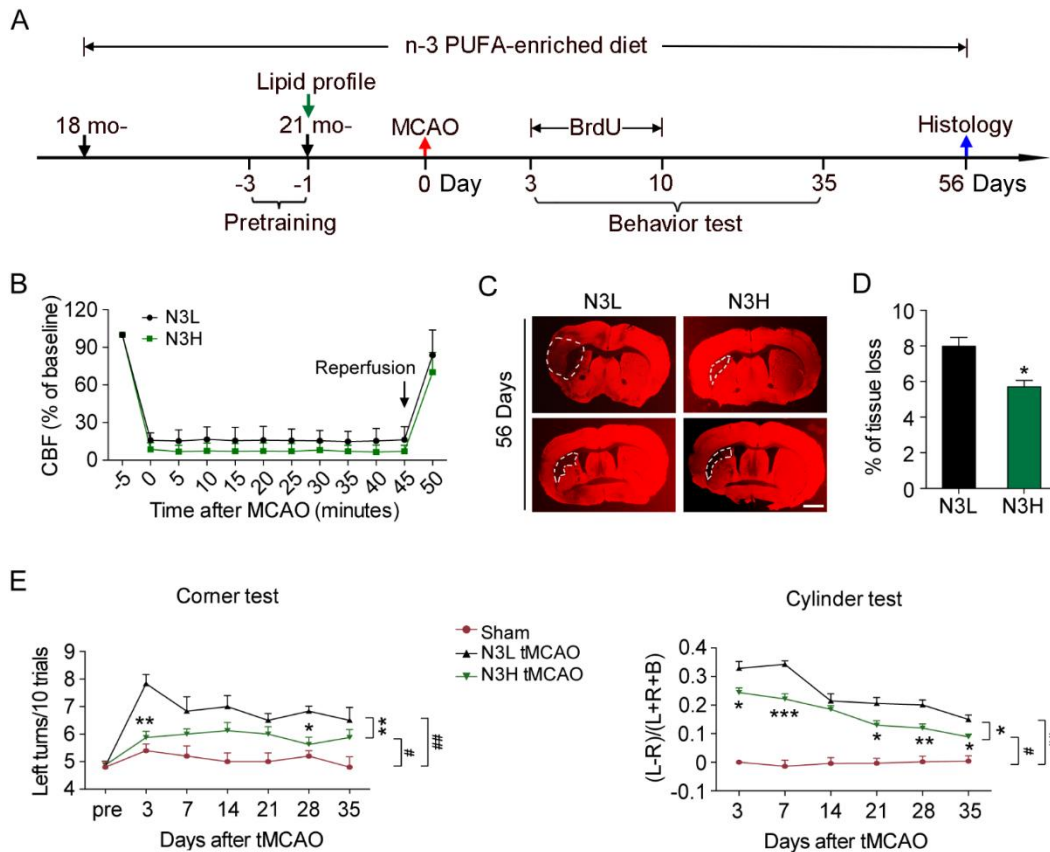 A
n-3 PUFA-enriched diet
Lipid profile
18 mo-
21 mo-
MCAO
BrdU
Histology
-3
-1
0 Day
3
10
35
56 Days
Pretraining
Behavior test
B
CBF (% of baseline)
120
90
60
30
0
N3L
N3H
Reperfusion
-5 0 5 10 15 20 25 30 35 40 45 50
Time after MCAO (minutes)
C
N3L
N3H
56 Days
D
% of tissue loss
10
8
6
4
2
0
*
N3L
N3H
E
Corner test
Left turns/10 trials
9
8
7
6
5
4
**
*
**
#
##
pre 3 7 14 21 28 35
Days after tMCAO
Sham
N3L tMCAO
N3H tMCAO
Cylinder test
(L-R)/(L+R+B)
0.4
0.3
0.2
0.1
0
-0.1
*
***
*
**
*
*
#
3 7 14 21 28 35
Days after tMCAO